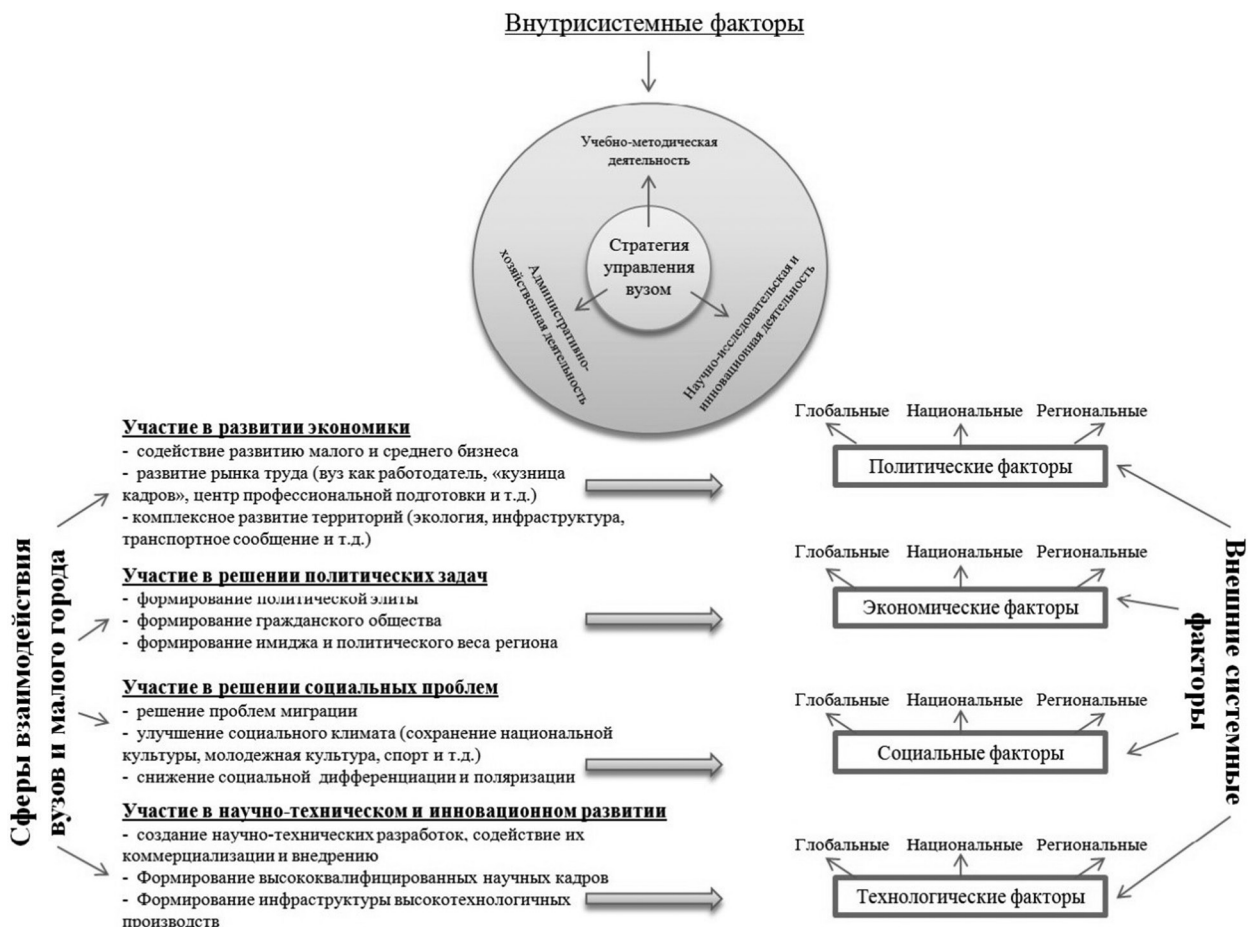 Внутрисистемные факторы
Учебно-методическая
деятельность
Стратегия
управления
вузом
Административно-
хозяйственная деятельность
Научно-исследовательская и
инновационная деятельность
Сферы взаимодействия
вузов и малого города
Участие в развитии экономики
- содействие развитию малого и среднего бизнеса
- развитие рынка труда (вуз как работодатель, «кузница
кадров», центр профессиональной подготовки и т.д.)
- комплексное развитие территорий (экология, инфраструктура,
транспортное сообщение и т.д.)
Участие в решении политических задач
- формирование политической элиты
- формирование гражданского общества
- формирование имиджа и политического веса региона
Участие в решении социальных проблем
- решение проблем миграции
- улучшение социального климата (сохранение национальной
культуры, молодежная культура, спорт и т.д.)
- снижение социальной дифференциации и поляризации
Участие в научно-техническом и инновационном развитии
- создание научно-технических разработок, содействие их
коммерциализации и внедрению
- Формирование высококвалифицированных научных кадров
- Формирование инфраструктуры высокотехнологичных
производств
Глобальные Национальные Региональные
Политические факторы
Глобальные Национальные Региональные
Экономические факторы
Глобальные Национальные Региональные
Социальные факторы
Глобальные Национальные Региональные
Технологические факторы
Внешние системные
факторы